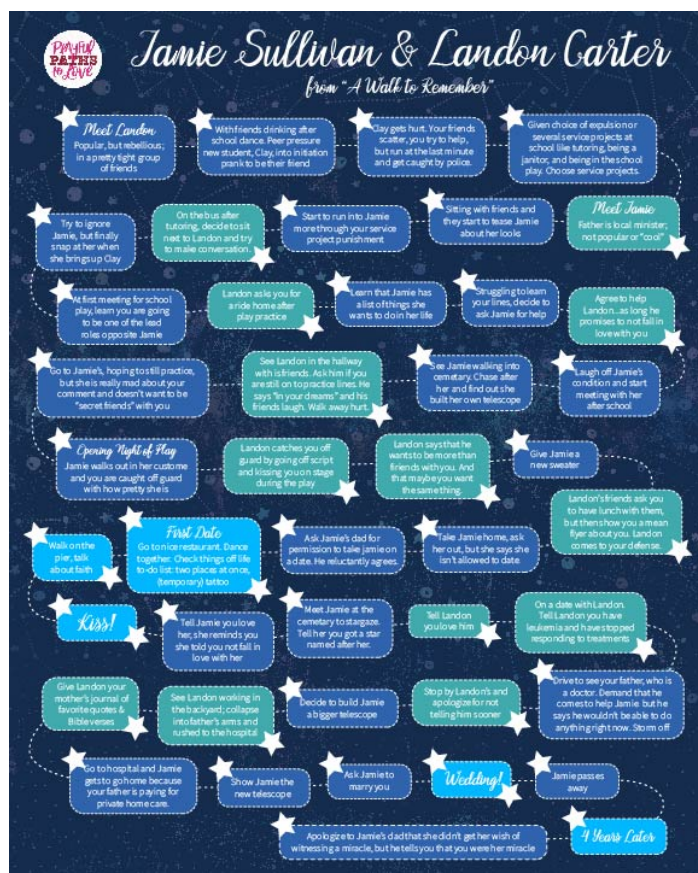 PLAYFUL
PATHS
to Love
Jamie Sullivan & Landon Carter
from "A Walk to Remember"
Meet Landon
Popular, but rebellious;
in a pretty tight group
of friends
With friends drinking after
school dance. Peer pressure
new student, Clay, into initiation
prank to be their friend
Clay gets hurt. Your friends
scatter, you try to help,
but run at the last minute
and get caught by police.
Given choice of expulsion or
several service projects at
school like tutoring, being a
janitor, and being in the school
play. Choose service projects.
Meet Jamie
Father is local minister;
not popular or "cool"
Sitting with friends and
they start to tease Jamie
about her looks
Start to run into Jamie
more through your service
project punishment
On the bus after
tutoring, decide to sit
next to Landon and try
to make conversation.
Try to ignore
Jamie, but finally
snap at her when
she brings up Clay
At first meeting for school
play, learn you are going
to be one of the lead
roles opposite Jamie
Landon asks you for
a ride home after
play practice
Learn that Jamie has
a list of things she
wants to do in her life
Struggling to learn
your lines, decide to
ask Jamie for help
Agree to help
Landon...as long he
promises to not fall in
love with you
Laugh off Jamie's
condition and start
meeting with her
after school
See Jamie walking into
cemetary. Chase after
her and find out she
built her own telescope
See Landon in the hallway
with is friends. Ask him if you
are still on to practice lines. He
says "in your dreams" and his
friends laugh. Walk away hurt.
Go to Jamie's, hoping to still practice,
but she is really mad about your
comment and doesn't want to be
"secret friends" with you
Opening Night of Play
Jamie walks out in her custome
and you are caught off guard
with how pretty she is
Landon catches you off
guard by going off script
and kissing you on stage
during the play
Landon says that he
wants to be more than
firiends with you. And
that maybe you want
the same thing.
Give Jamie a
new sweater
Landon's friends ask you
to have lunch with them,
but then show you a mean
flyer about you. Landon
comes to your defense.
Take Jamie home, ask
her out, but she says she
isn't allowed to date
Ask Jamie's dad for
permission to take jamie on
a date. He reluctantly agrees.
First Date
Go to nice restaurant. Dance
together. Check things off life
to-do list: two places at once,
(temporary) tattoo
Walk on the
pier, talk
about faith
Kiss!
Tell Jamie you love
her, she reminds you
she told you not fall in
love with her
Meet Jamie at the
cemetary to stargaze.
Tell her you got a star
named after her.
Tell Landon
you love him
On a date with Landon.
Tell Landon you have
leukemia and have stopped
responding to treatments
Drive to see your father, who is
a doctor. Demand that he
comes to help Jamie. but he
says he wouldn't be able to do
anything right now. Storm off
Stop by Landon's and
apologize for not
telling him sooner
Decide to build Jamie
a bigger telescope
See Landon working in
the backyard; collapse
into father's arms and
rushed to the hospital
Give Landon your
mother's journal of
favorite quotes &
Bible verses
Go to hospital and Jamie
gets to go home because
your father is paying for
private home care.
Show Jamie the
new telescope
Ask Jamie to
marry you
Wedding!
Jamie passes
away
4 Years Later
Apologize to Jamie's dad that she didn't get her wish of
witnessing a miracle, but he tells you that you were her miracle